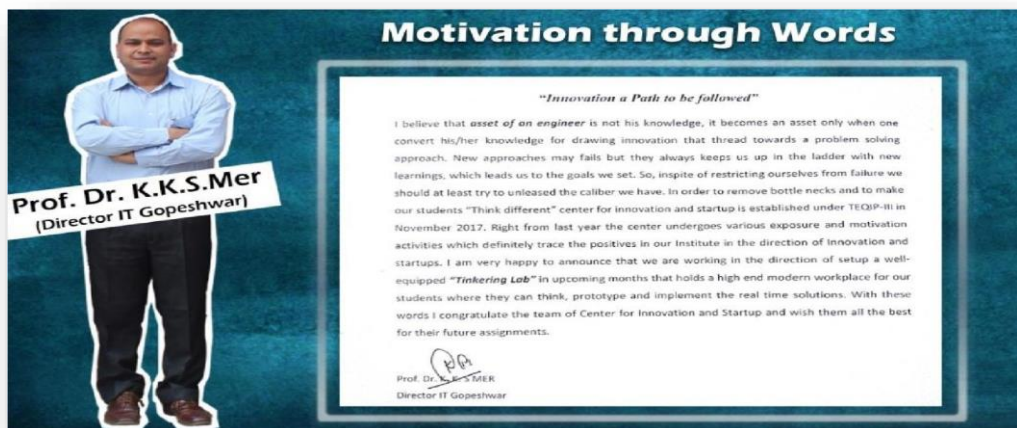 Motivation through Words
Prof. Dr. K.K.S.Mer
(Director IT Gopeshwar)
"Innovation a Path to be followed"
I believe that asset of an engineer is not his knowledge, it becomes an asset only when one
convert his/her knowledge for drawing innovation that thread towards a problem solving
approach. New approaches may fails but they always keeps us up in the ladder with new
learnings, which leads us to the goals we set. So, inspite of restricting ourselves from failure we
should at least try to unleased the caliber we have. In order to remove bottle necks and to make
our students "Think different" center for innovation and startup is established under TEQIP-III in
November 2017. Right from last year the center undergoes various exposure and motivation
activities which definitely trace the positives in our Institute in the direction of Innovation and
startups. I am very happy to announce that we are working in the direction of setup a well-
equipped "Tinkering Lab" in upcoming months that holds a high end modern workplace for our
students where they can think, prototype and implement the real time solutions. With these
words I congratulate the team of Center for Innovation and Startup and wish them all the best
for their future assignments.
Prof. Dr. K. K. S MER
Director IT Gopeshwar